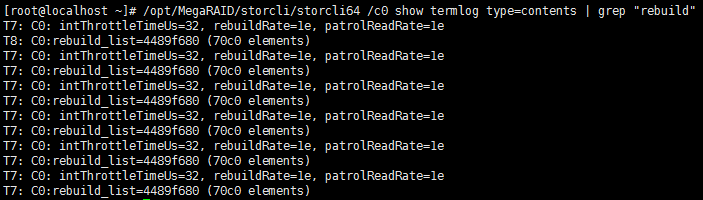 [root@localhost ~]# /opt/MegaRAID/storcli/storcli64 /c0 show termlog type=contents | grep "rebuild"
T7: C0: intThrottleTimeUs=32, rebuildRate=1e, patrolReadRate=1e
T8: C0:rebuild_list=4489f680 (70c0 elements)
T7: C0: intThrottleTimeUs=32, rebuildRate=1e, patrolReadRate=1e
T7: C0:rebuild_list=4489f680 (70c0 elements)
T7: C0: intThrottleTimeUs=32, rebuildRate=1e, patrolReadRate=1e
T7: C0:rebuild_list=4489f680 (70c0 elements)
T7: C0: intThrottleTimeUs=32, rebuildRate=1e, patrolReadRate=1e
T7: C0:rebuild_list=4489f680 (70c0 elements)
T7: C0: intThrottleTimeUs=32, rebuildRate=1e, patrolReadRate=1e
T7: C0:rebuild_list=4489f680 (70c0 elements)
T7: C0: intThrottleTimeUs=32, rebuildRate=1e, patrolReadRate=1e
T7: C0:rebuild_list=4489f680 (70c0 elements)